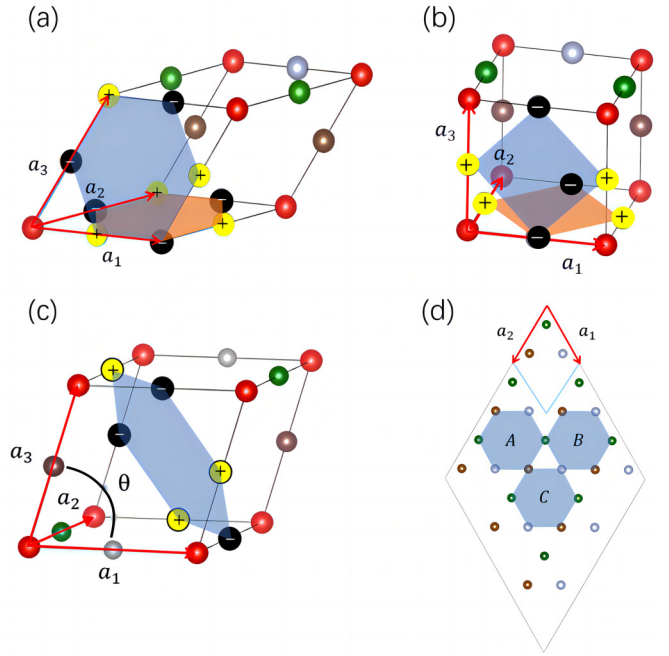 (a)
+
−
a₃
−
+
a₂
−
+
−
+
+
a₁
−
(b)
−
a₃
a₂
+
−
+
+
+
−
a₁
(c)
+
−
−
a₃
θ
+
a₂
+
a₁
−
(d)
a₂ a₁
A B
C